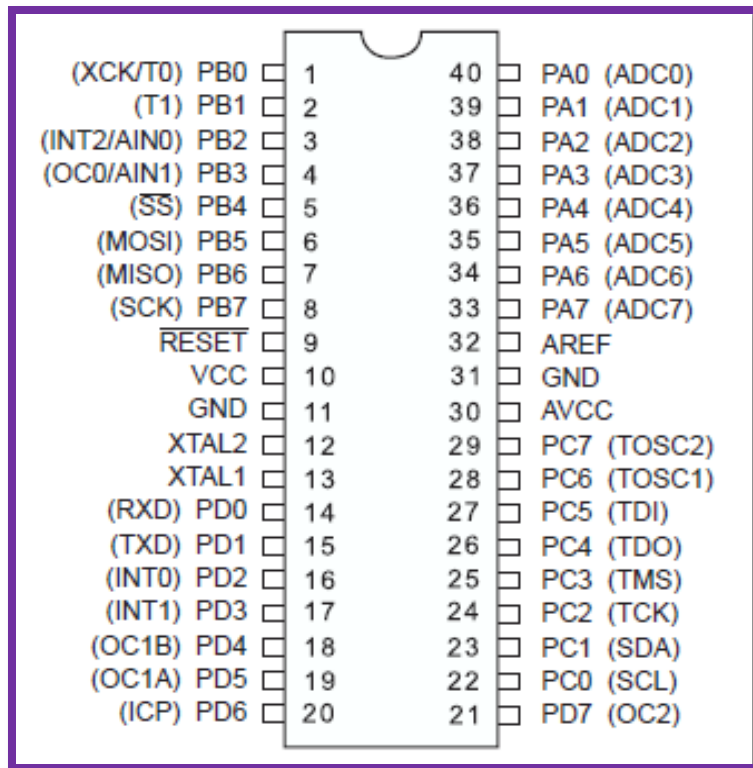 (XCK/T0) PB0 1 40 PA0 (ADC0)
(T1) PB1 2 39 PA1 (ADC1)
(INT2/AIN0) PB2 3 38 PA2 (ADC2)
(OC0/AIN1) PB3 4 37 PA3 (ADC3)
(S̅S̅) PB4 5 36 PA4 (ADC4)
(MOSI) PB5 6 35 PA5 (ADC5)
(MISO) PB6 7 34 PA6 (ADC6)
(SCK) PB7 8 33 PA7 (ADC7)
R̅E̅S̅E̅T̅ 9 32 AREF
VCC 10 31 GND
GND 11 30 AVCC
XTAL2 12 29 PC7 (TOSC2)
XTAL1 13 28 PC6 (TOSC1)
(RXD) PD0 14 27 PC5 (TDI)
(TXD) PD1 15 26 PC4 (TDO)
(INT0) PD2 16 25 PC3 (TMS)
(INT1) PD3 17 24 PC2 (TCK)
(OC1B) PD4 18 23 PC1 (SDA)
(OC1A) PD5 19 22 PC0 (SCL)
(ICP) PD6 20 21 PD7 (OC2)